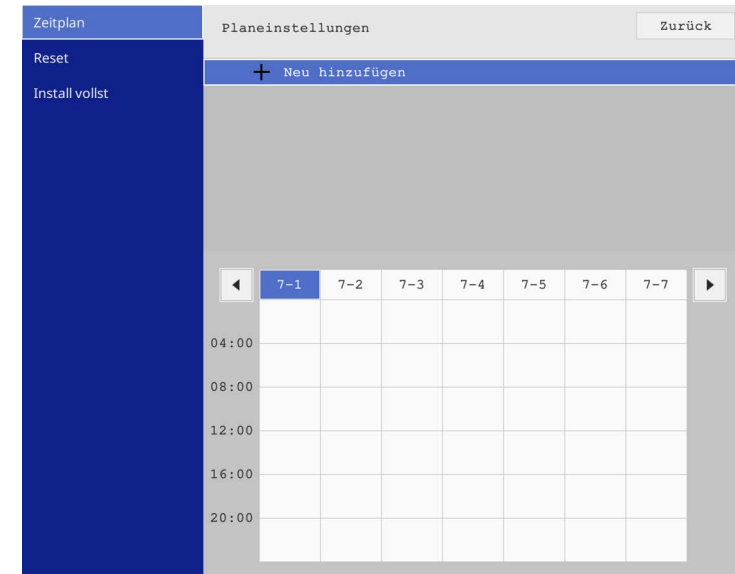 Zeitplan
Reset
Install vollst
Planeinstellungen
Zurück
+ Neu hinzufügen
7-1 7-2 7-3 7-4 7-5 7-6 7-7
04:00
08:00
12:00
16:00
20:00